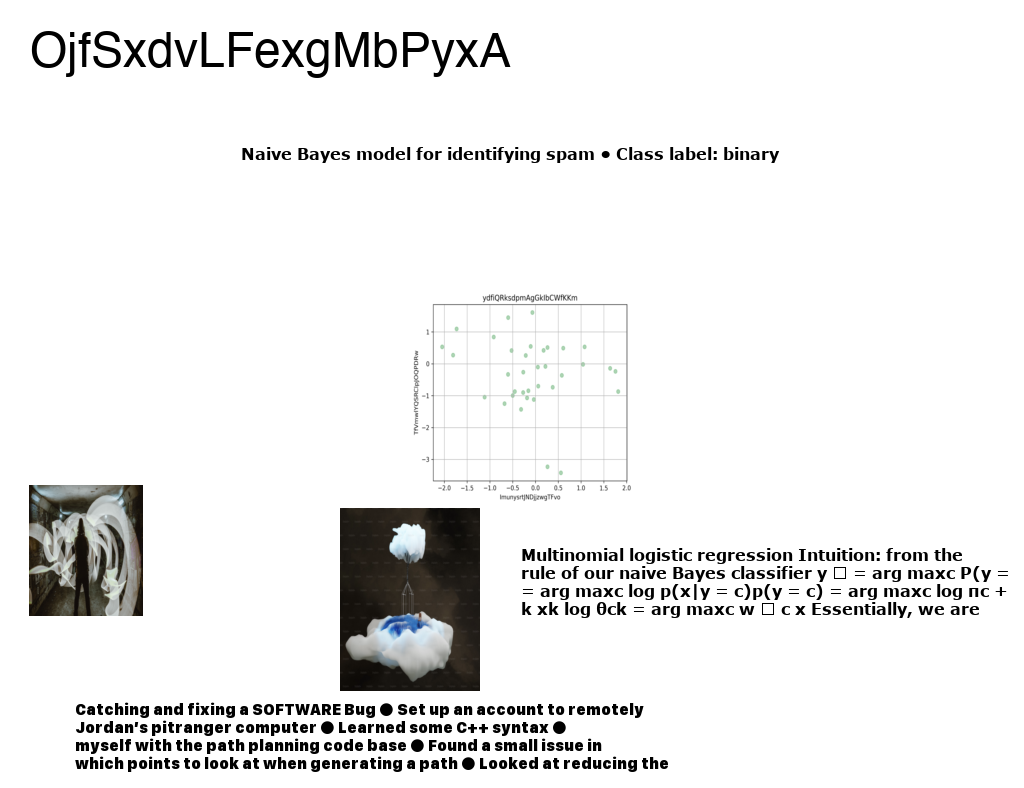 OjfSxdvLFexgMbPyxA
Naive Bayes model for identifying spam • Class label: binary
ydfiQRksdpmAgGkIbCWfKKm
1
0
−1
−2
−3
−2.0 −1.5 −1.0 −0.5 0.0 0.5 1.0 1.5 2.0
Multinomial logistic regression Intuition: from the
rule of our naive Bayes classifier y □ = arg maxc P(y =
= arg maxc log p(x|y = c)p(y = c) = arg maxc log πc +
k xk log θck = arg maxc w □ c x Essentially, we are
Catching and fixing a SOFTWARE Bug ● Set up an account to remotely
Jordan's pitranger computer ● Learned some C++ syntax ●
myself with the path planning code base ● Found a small issue in
which points to look at when generating a path ● Looked at reducing the